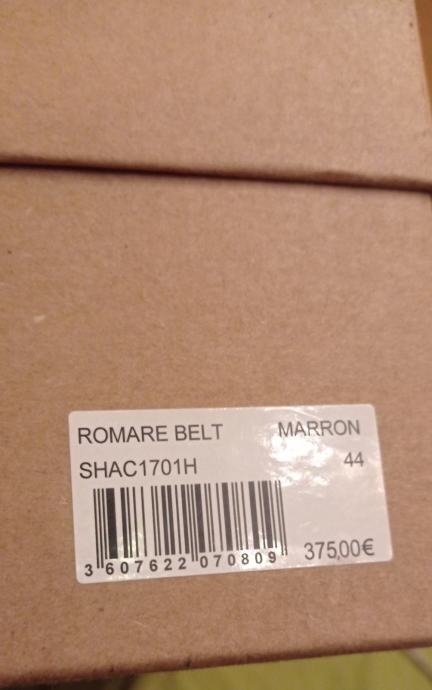 ROMARE BELT MARRON
SHAC1701H 44
3 607622 070809 375,00€